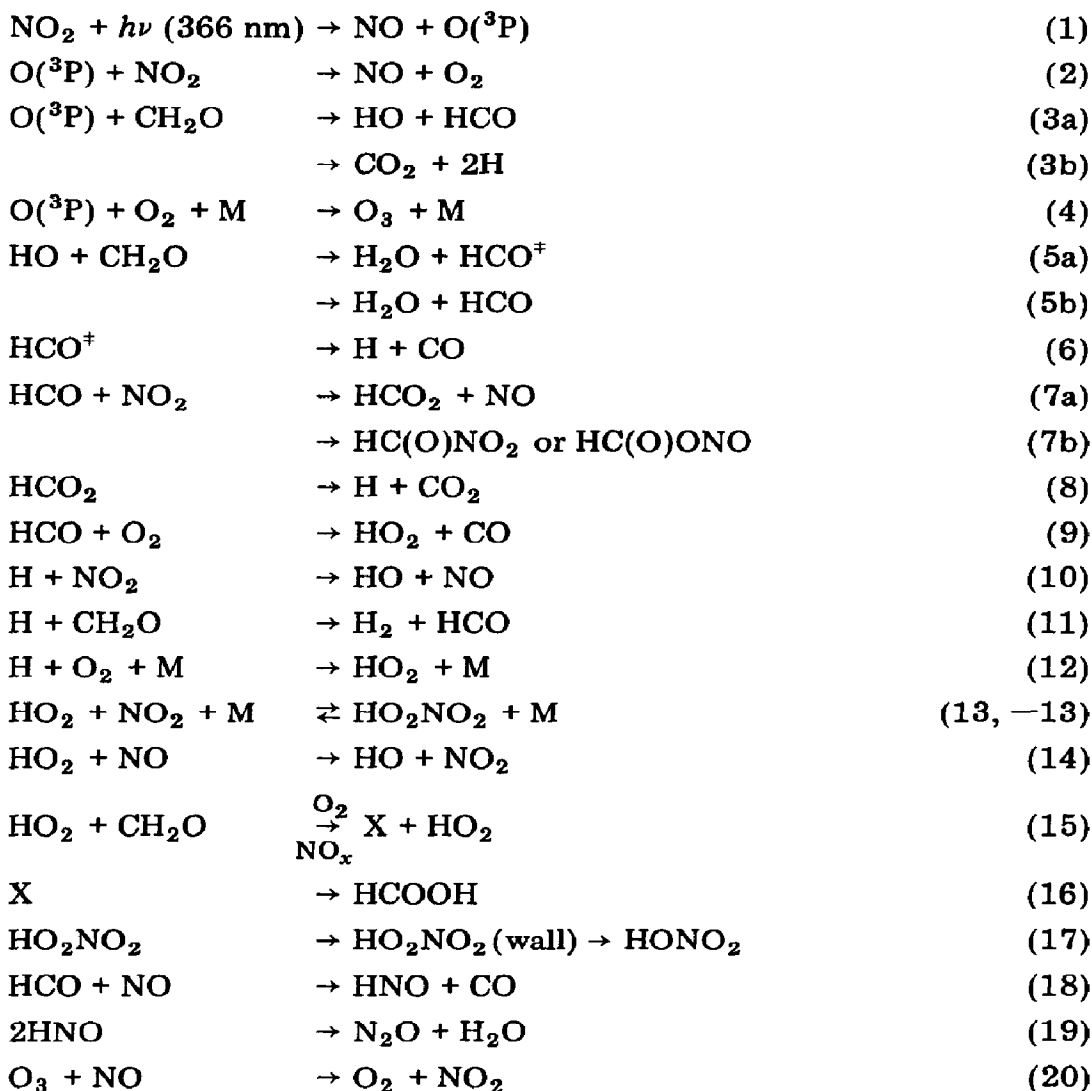 NO₂ + hν (366 nm) → NO + O(³P) (1)
O(³P) + NO₂ → NO + O₂ (2)
O(³P) + CH₂O → HO + HCO (3a)
→ CO₂ + 2H (3b)
O(³P) + O₂ + M → O₃ + M (4)
HO + CH₂O → H₂O + HCO‡ (5a)
→ H₂O + HCO (5b)
HCO‡ → H + CO (6)
HCO + NO₂ → HCO₂ + NO (7a)
→ HC(O)NO₂ or HC(O)ONO (7b)
HCO₂ → H + CO₂ (8)
HCO + O₂ → HO₂ + CO (9)
H + NO₂ → HO + NO (10)
H + CH₂O → H₂ + HCO (11)
H + O₂ + M → HO₂ + M (12)
HO₂ + NO₂ + M ⇄ HO₂NO₂ + M (13, —13)
HO₂ + NO → HO + NO₂ (14)
O₂
HO₂ + CH₂O → X + HO₂ (15)
NOₓ
X → HCOOH (16)
HO₂NO₂ → HO₂NO₂ (wall) → HONO₂ (17)
HCO + NO → HNO + CO (18)
2HNO → N₂O + H₂O (19)
O₃ + NO → O₂ + NO₂ (20)